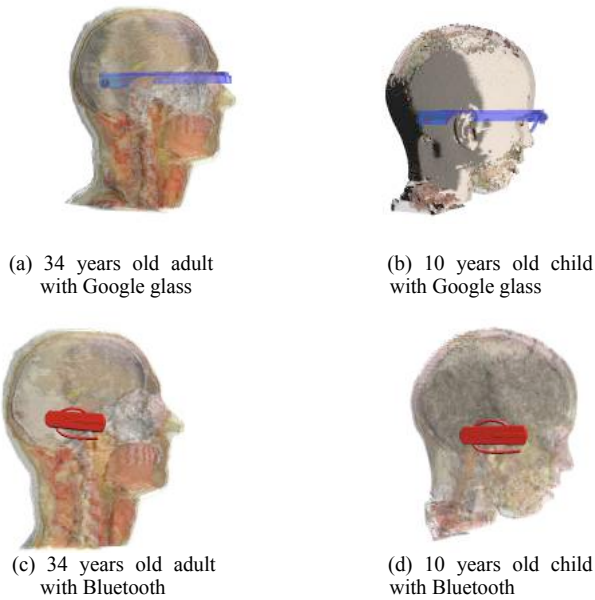 (a) 34 years old adult
with Google glass
(b) 10 years old child
with Google glass
(c) 34 years old adult
with Bluetooth
(d) 10 years old child
with Bluetooth